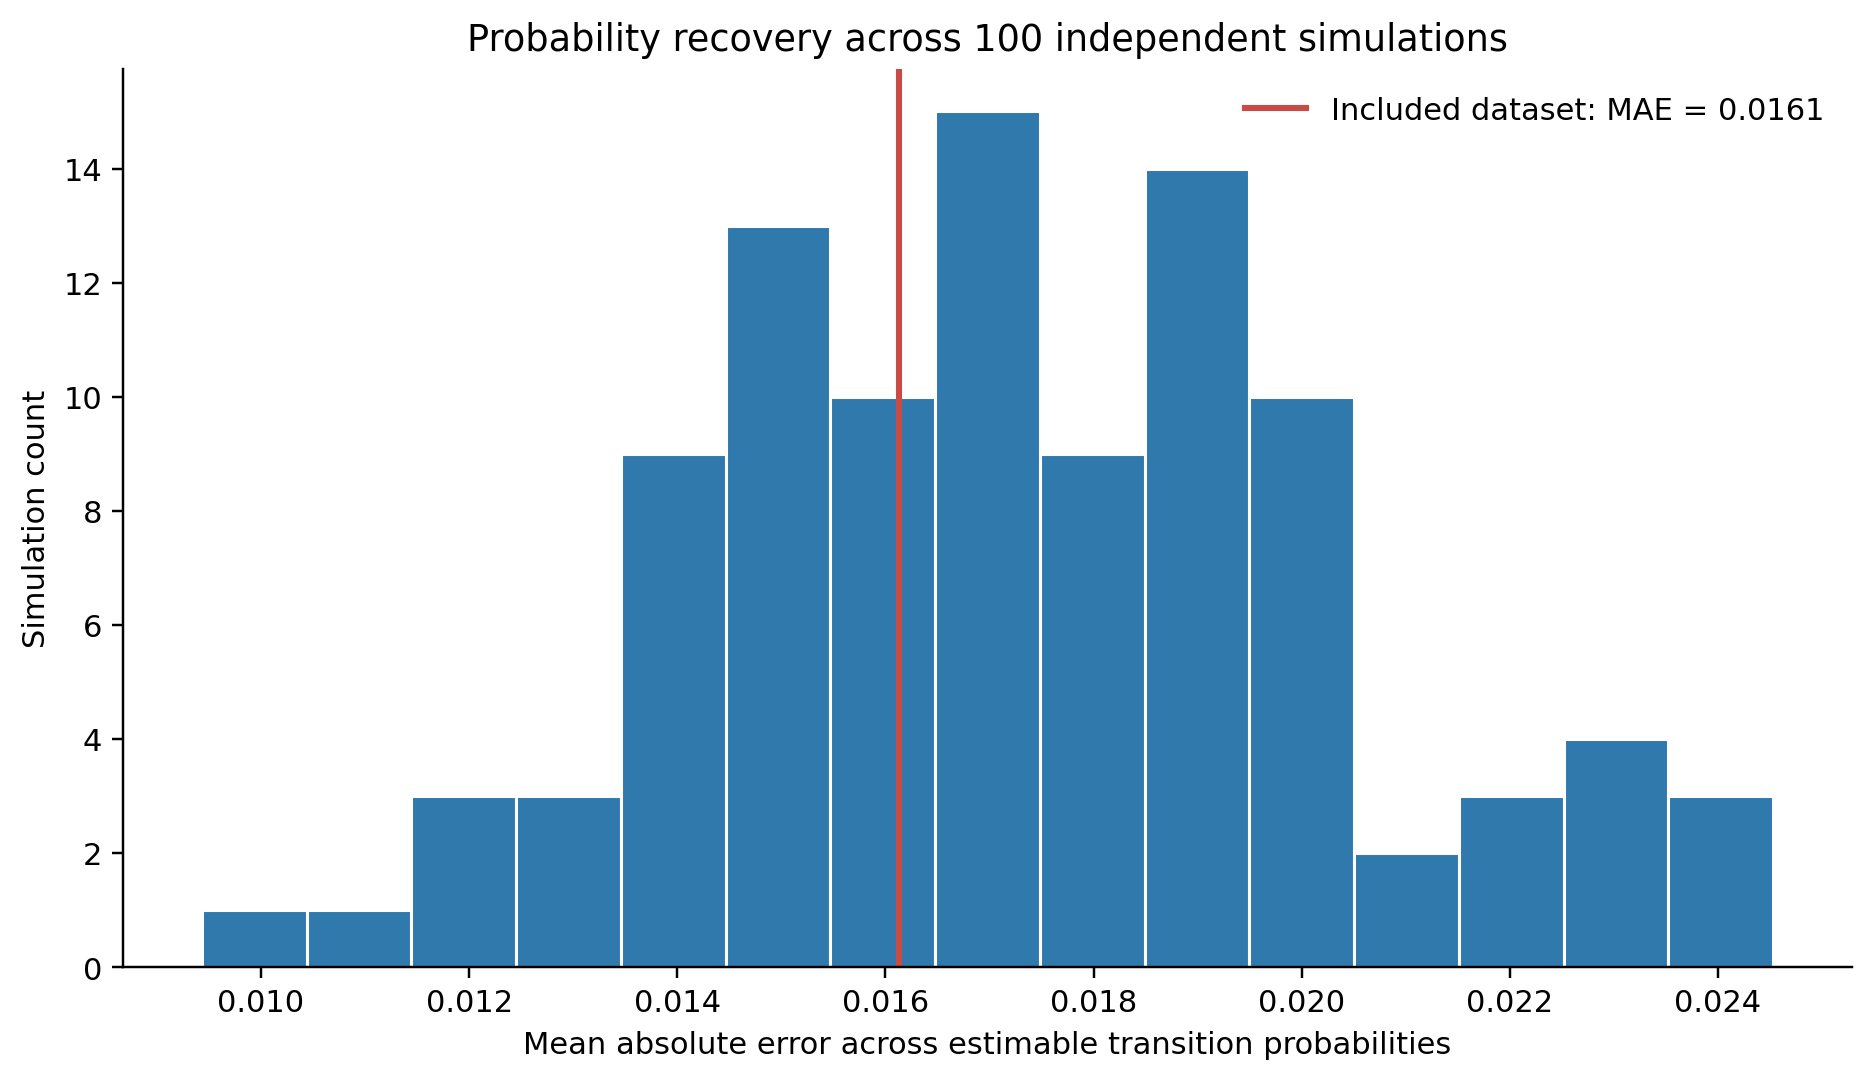 Probability recovery across 100 independent simulations
Included dataset: MAE = 0.0161
Simulation count
14
12
10
8
6
4
2
0
0.010 0.012 0.014 0.016 0.018 0.020 0.022 0.024
Mean absolute error across estimable transition probabilities